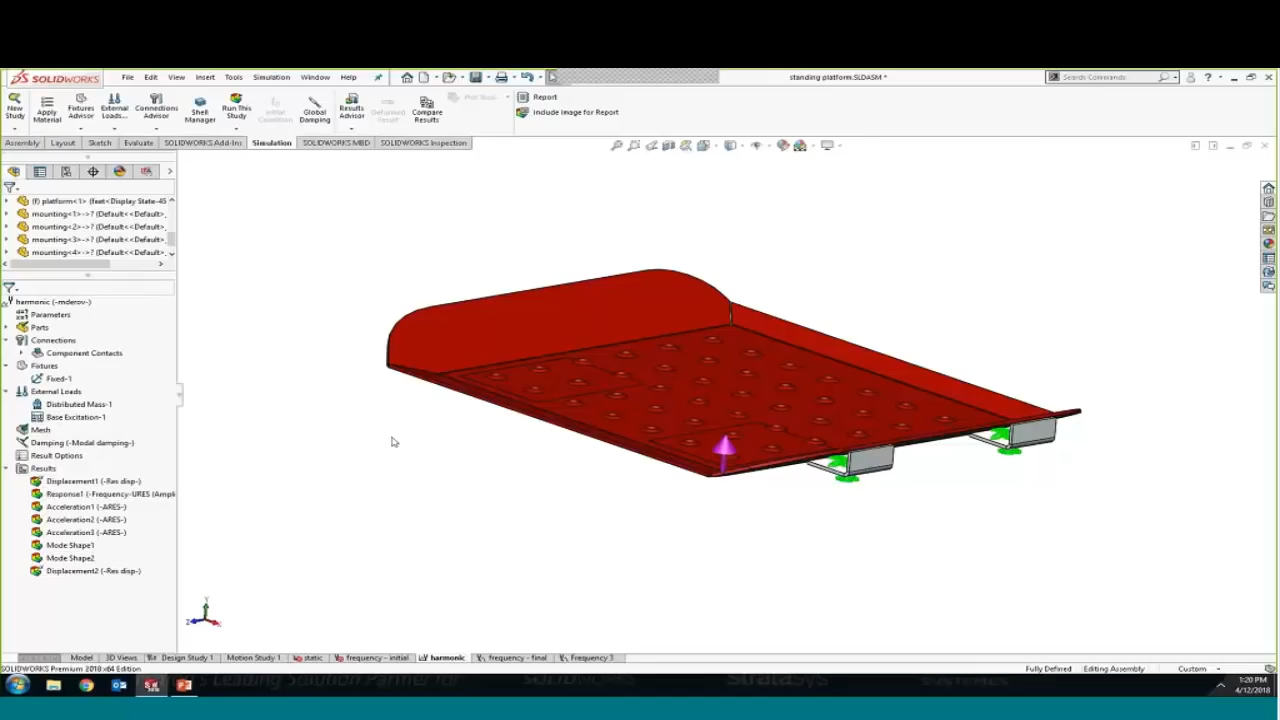 SOLIDWORKS File Edit View Insert Tools Simulation Window Help standing platform.SLDASM * Search Commands
New Study Apply Material Fixtures Advisor External Loads... Connections Advisor Shell Manager Run This Study Initial Condition Global Damping Results Advisor Deformed Result Compare Results Plot Tools Report
Include Image for Report
Assembly Layout Sketch Evaluate SOLIDWORKS Add-Ins Simulation SOLIDWORKS MBD SOLIDWORKS Inspection
(f) platform<1> (feet<Display State-45
mounting<1>->? (Default<<Default>
mounting<2>->? (Default<<Default>
mounting<3>->? (Default<<Default>
mounting<4>->? (Default<<Default>
harmonic (-mderov-)
Parameters
Parts
Connections
Component Contacts
Fixtures
Fixed-1
External Loads
Distributed Mass-1
Base Excitation-1
Mesh
Damping (-Modal damping-)
Result Options
Results
Displacement1 (-Res disp-)
Response1 (-Frequency-URES (Ampli
Acceleration1 (-ARES-)
Acceleration2 (-ARES-)
Acceleration3 (-ARES-)
Mode Shape1
Mode Shape2
Displacement2 (-Res disp-)
Y
Z
X
Model 3D Views Design Study 1 Motion Study 1 static frequency - initial harmonic frequency - final Frequency 3
SOLIDWORKS Premium 2018 x64 Edition Fully Defined Editing Assembly Custom
1:20 PM
4/12/2018